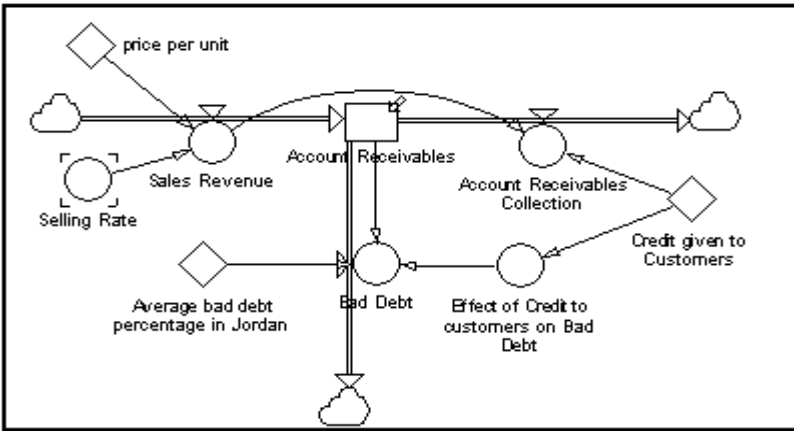 price per unit
Account Receivables
Sales Revenue
Account Receivables
Collection
Selling Rate
Credit given to
Customers
Average bad debt
percentage in Jordan
Bad Debt
Effect of Credit to
customers on Bad
Debt